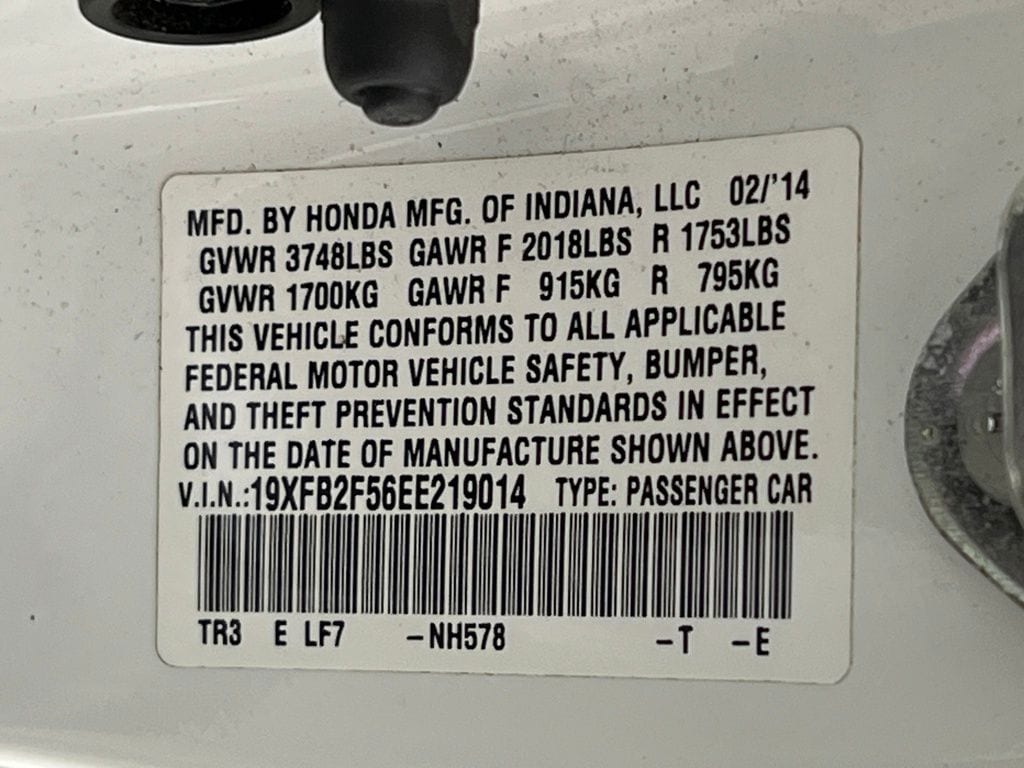 MFD. BY HONDA MFG. OF INDIANA, LLC 02/'14
GVWR 3748LBS GAWR F 2018LBS R 1753LBS
GVWR 1700KG GAWR F 915KG R 795KG
THIS VEHICLE CONFORMS TO ALL APPLICABLE
FEDERAL MOTOR VEHICLE SAFETY, BUMPER,
AND THEFT PREVENTION STANDARDS IN EFFECT
ON THE DATE OF MANUFACTURE SHOWN ABOVE.
V.I.N.:19XFB2F56EE219014 TYPE: PASSENGER CAR
TR3 E LF7 -NH578 -T -E